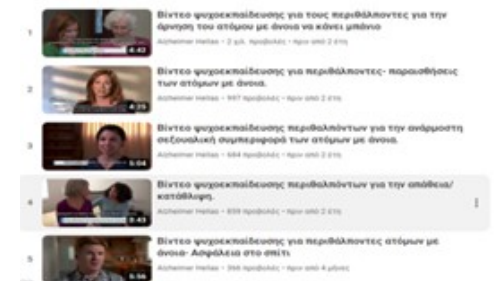 1
Βίντεο ψυχοεκπαίδευσης για τους περιθάλποντες για την
άρνηση του ατόμου με άνοια να κάνει μπάνιο
Alzheimer Hellas • 2 χιλ. προβολές • πριν από 2 έτη
4:42
2
Βίντεο ψυχοεκπαίδευσης για περιθάλποντες- παραισθήσεις
των ατόμων με άνοια.
Alzheimer Hellas • 947 προβολές • πριν από 2 έτη
4:35
3
Βίντεο ψυχοεκπαίδευσης περιθαλπόντων για την ανάρμοστη
σεξουαλική συμπεριφορά των ατόμων με άνοια.
Alzheimer Hellas • 684 προβολές • πριν από 2 έτη
5:04
4
Βίντεο ψυχοεκπαίδευσης περιθαλπόντων για την απάθεια/
κατάθλιψη.
Alzheimer Hellas • προβολές • πριν από 2 έτη
5:43
5
Βίντεο ψυχοεκπαίδευσης για περιθάλποντες ατόμων με
άνοια- Ασφάλεια στο σπίτι
Alzheimer Hellas • 366 προβολές • πριν από 4 μήνες
5:56